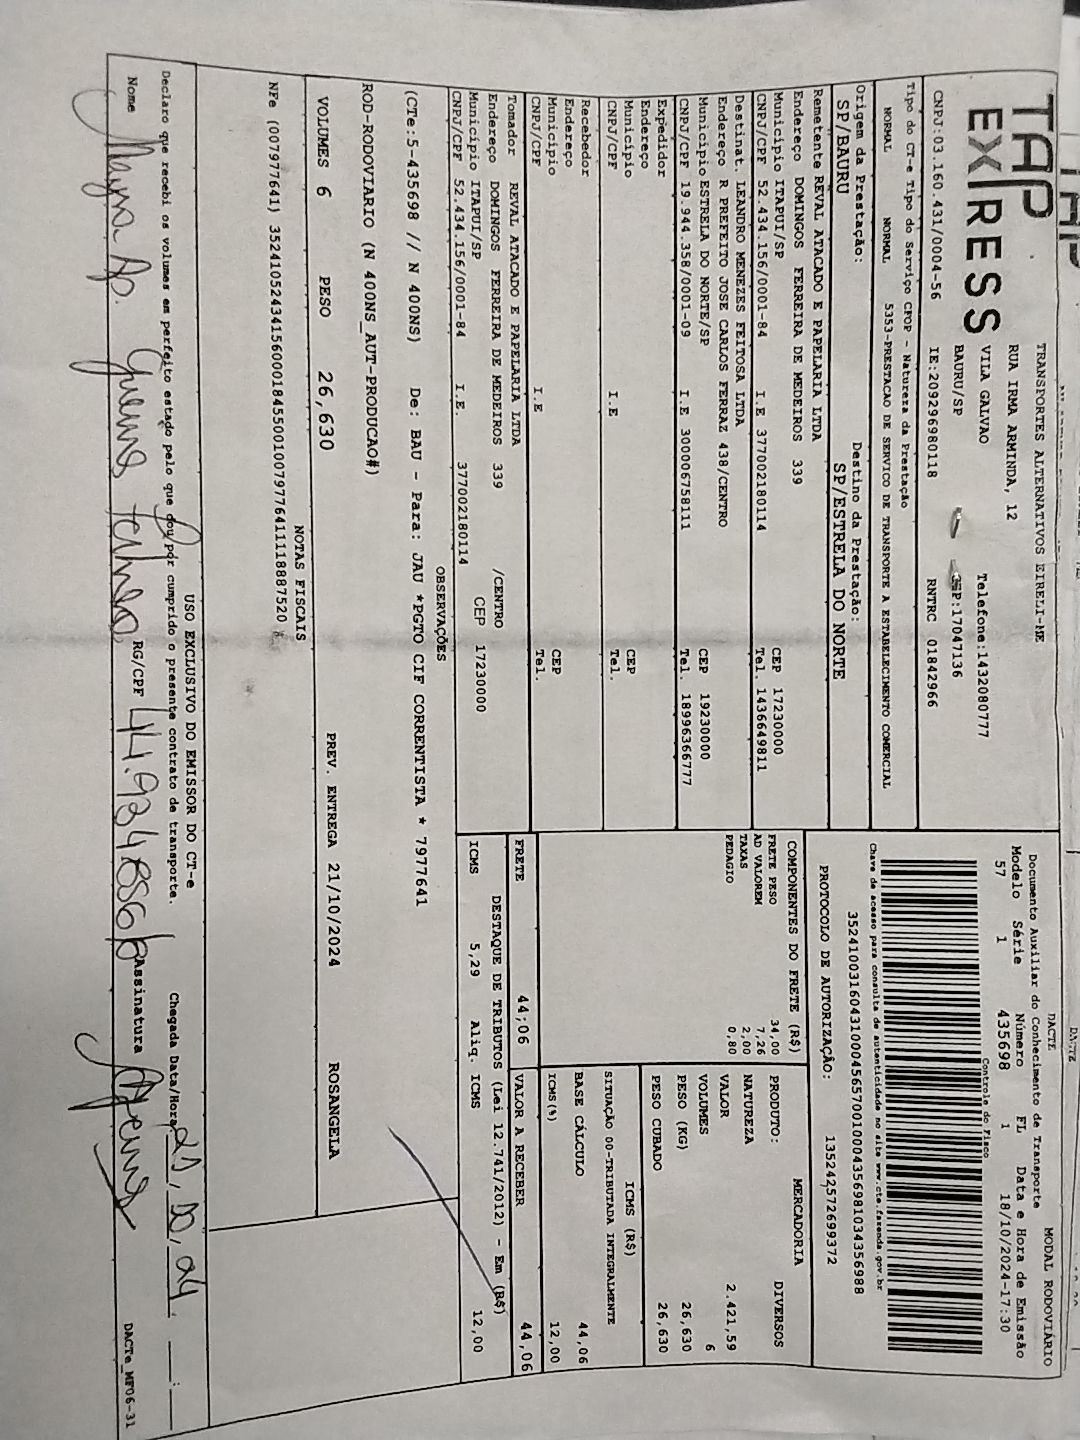 TAP
EXPRESS
TRANSPORTES ALTERNATIVOS EIRELI-ME
RUA IRMA ARMINDA, 12
VILA GALVAO Telefone:1432080777
BAURU/SP CEP:17047136
CNPJ:03.160.431/0004-56 IE:209296980118 RNTRC 01842966
Tipo do CT-e Tipo do Serviço CFOP - Natureza da Prestação
NORMAL NORMAL 5353-PRESTACAO DE SERVICO DE TRANSPORTE A ESTABELECIMENTO COMERCIAL
Origem da Prestação: Destino da Prestação:
SP/BAURU SP/ESTRELA DO NORTE
Remetente REVAL ATACADO E PAPELARIA LTDA
Endereço DOMINGOS FERREIRA DE MEDEIROS 339
Município ITAPUI/SP CEP 17230000
CNPJ/CPF 52.434.156/0001-84 I.E. 377002180114 Tel. 1436649811
Destinat. LEANDRO MENEZES FEITOSA LTDA
Endereço R PREFEITO JOSE CARLOS FERRAZ 438/CENTRO
Município ESTRELA DO NORTE/SP CEP 19230000
CNPJ/CPF 19.944.358/0001-09 I.E 300006758111 Tel. 18996366777
Expedidor
Endereço
Município CEP
CNPJ/CPF I.E Tel.
Recebedor
Endereço
Município CEP
CNPJ/CPF I.E Tel.
Tomador REVAL ATACADO E PAPELARIA LTDA
Endereço DOMINGOS FERREIRA DE MEDEIROS 339 /CENTRO
Município ITAPUI/SP CEP 17230000
CNPJ/CPF 52.434.156/0001-84 I.E. 377002180114
DACTE MODAL RODOVIÁRIO
Documento Auxiliar do Conhecimento de Transporte
Modelo Série Número Fl Data e Hora de Emissão
57 1 435698 1 18/10/2024-17:30
Controle do Fisco
Chave de acesso para consulta de autenticidade no site www.cte.fazenda.gov.br
35241003160431000456570010004356981034356988
PROTOCOLO DE AUTORIZAÇÃO: 135242572699372
COMPONENTES DO FRETE (R$)
FRETE PESO 34,00
AD VALOREM 7,26
TAXAS 2,00
PEDAGIO 0,80
MERCADORIA
PRODUTO: DIVERSOS
NATUREZA
VALOR 2.421,59
VOLUMES 6
PESO (KG) 26,630
PESO CUBADO 26,630
ICMS (R$)
SITUAÇÃO 00-TRIBUTADA INTEGRALMENTE
BASE CÁLCULO 44,06
ICMS(%) 12,00
FRETE 44,06 VALOR A RECEBER 44,06
DESTAQUE DE TRIBUTOS (Lei 12.741/2012) - Em (R$)
ICMS 5,29 Aliq. ICMS 12,00
OBSERVAÇÕES
(CTe:5-435698 // N 400NS) De: BAU - Para: JAU *PGTO CIF CORRENTISTA * 7977641
ROD-RODOVIARIO (N 400NS_AUT-PRODUCAO#)
VOLUMES 6 PESO 26,630 PREV. ENTREGA 21/10/2024 ROSANGELA
NOTAS FISCAIS
NFe (007977641) 35241052434156000184550010079776411118887520
USO EXCLUSIVO DO EMISSOR DO CT-e
Declaro que recebi os volumes em perfeito estado pelo que dou por cumprido o presente contrato de transporte.
Chegada Data/Hora
Nome RG/CPF Assinatura
DACTe_MF06-31